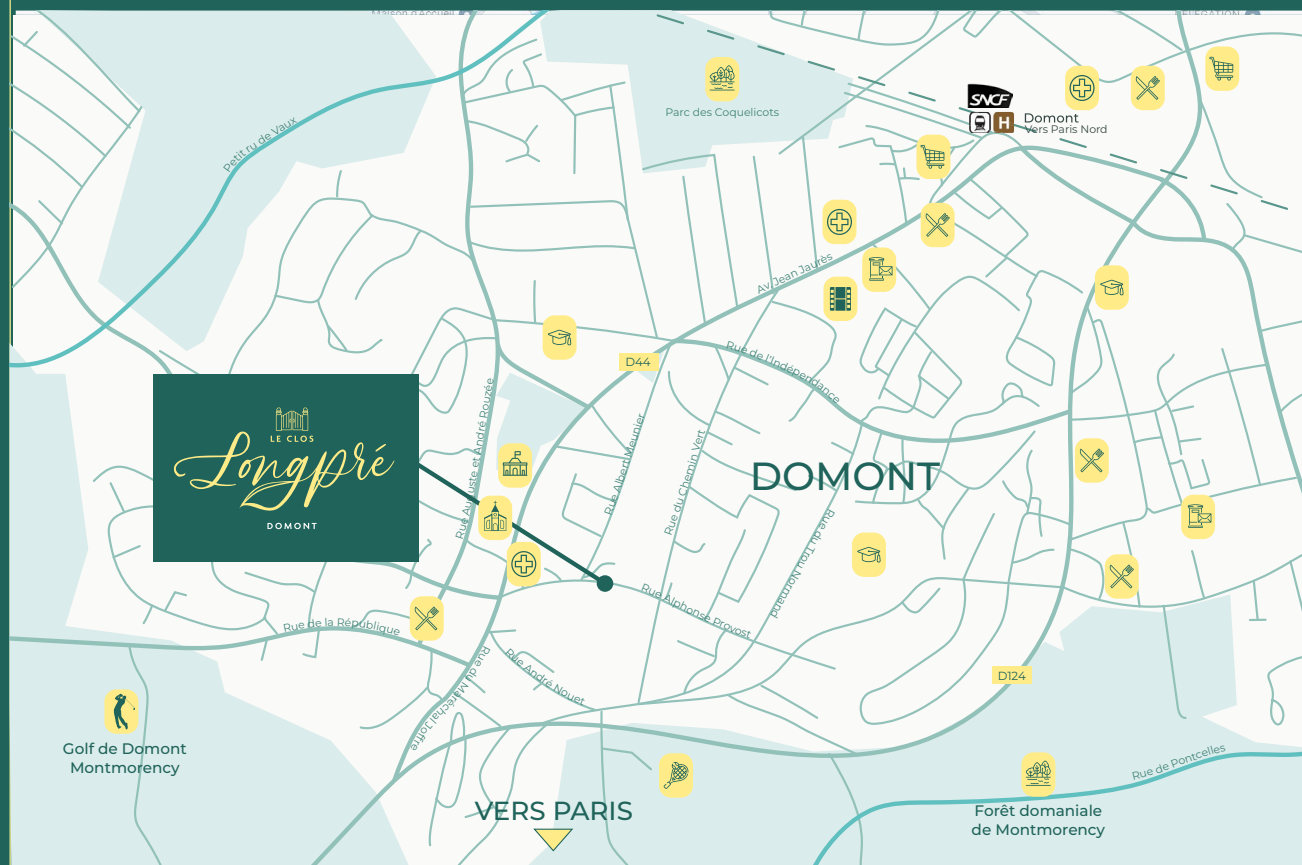 Maison d'Accueil
Petit ru de Vaux
Parc des Coquelicots
SNCF
H
Domont
Vers Paris Nord
Av Jean Jaurès
D44
Rue de l'Indépendance
LE CLOS
Longpré
DOMONT
Rue Auguste et André Rouzée
Rue Albert Meunier
Rue du Chemin Vert
DOMONT
Rue du Trou Normand
Rue Alphonse Provost
Rue de la République
Rue André Nouet
Rue du Maréchal Joffre
D124
Golf de Domont
Montmorency
VERS PARIS
Rue de Pontcelles
Forêt domaniale
de Montmorency